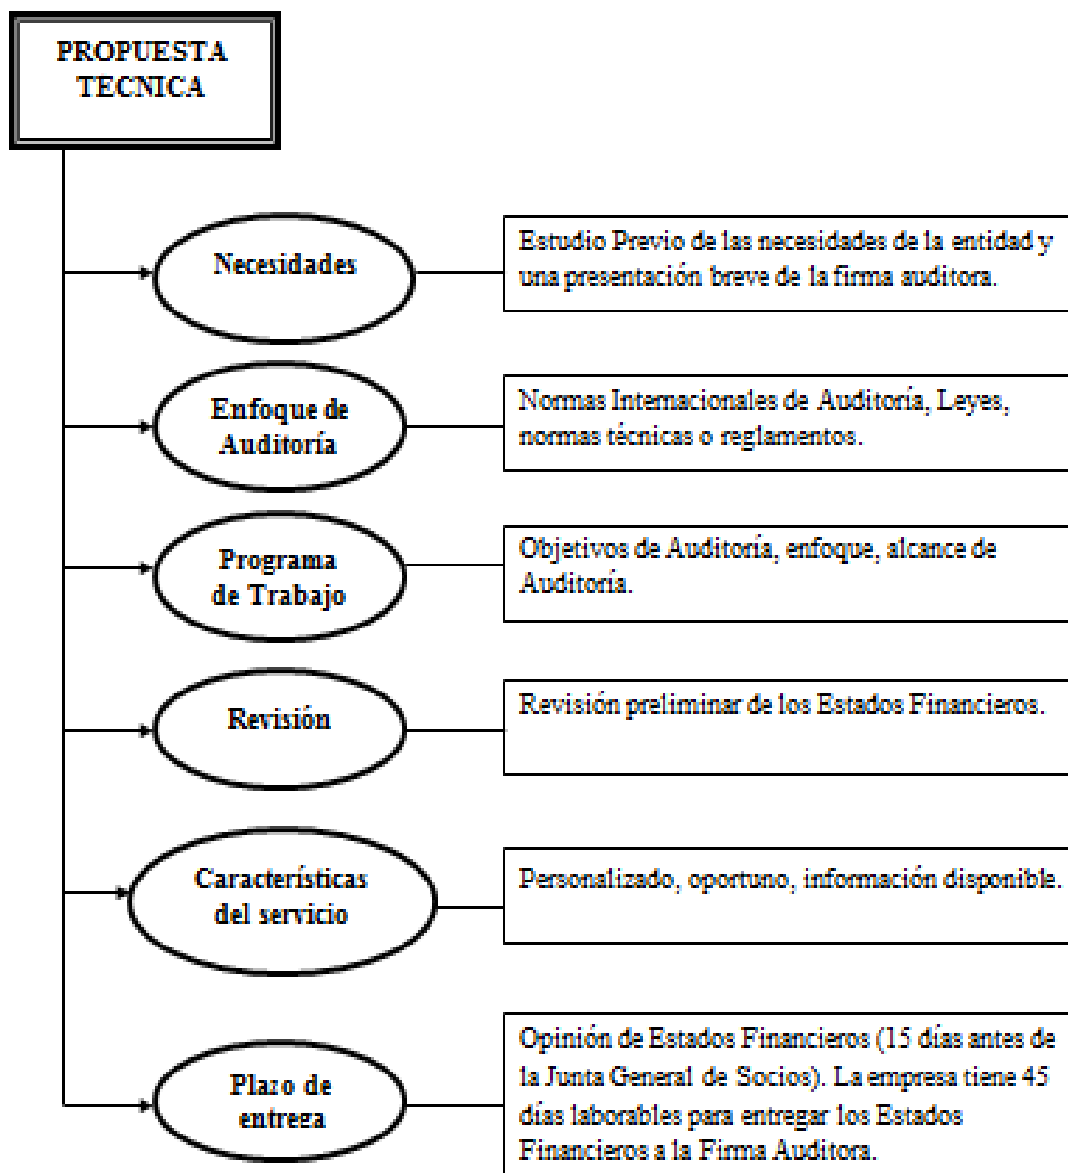 PROPUESTA
TECNICA
Necesidades
Estudio Previo de las necesidades de la entidad y
una presentación breve de la firma auditora.
Enfoque de
Auditoría
Normas Internacionales de Auditoría, Leyes,
normas técnicas o reglamentos.
Programa
de Trabajo
Objetivos de Auditoría, enfoque, alcance de
Auditoría.
Revisión
Revisión preliminar de los Estados Financieros.
Características
del servicio
Personalizado, oportuno, información disponible.
Plazo de
entrega
Opinión de Estados Financieros (15 días antes de
la Junta General de Socios). La empresa tiene 45
días laborables para entregar los Estados
Financieros a la Firma Auditora.